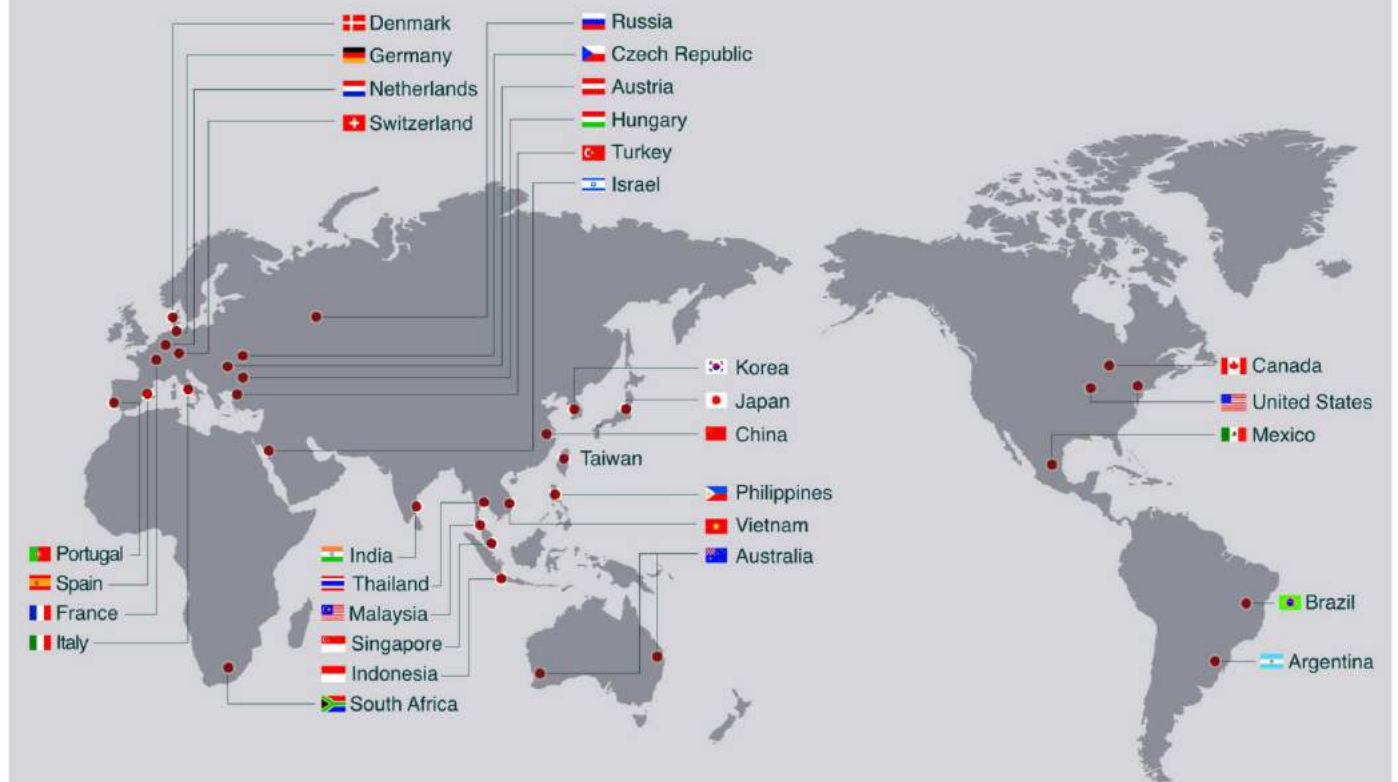 Denmark
Germany
Netherlands
Switzerland
Russia
Czech Republic
Austria
Hungary
Turkey
Israel
Korea
Japan
China
Taiwan
Philippines
Vietnam
Australia
Canada
United States
Mexico
Brazil
Argentina
Portugal
Spain
France
Italy
India
Thailand
Malaysia
Singapore
Indonesia
South Africa